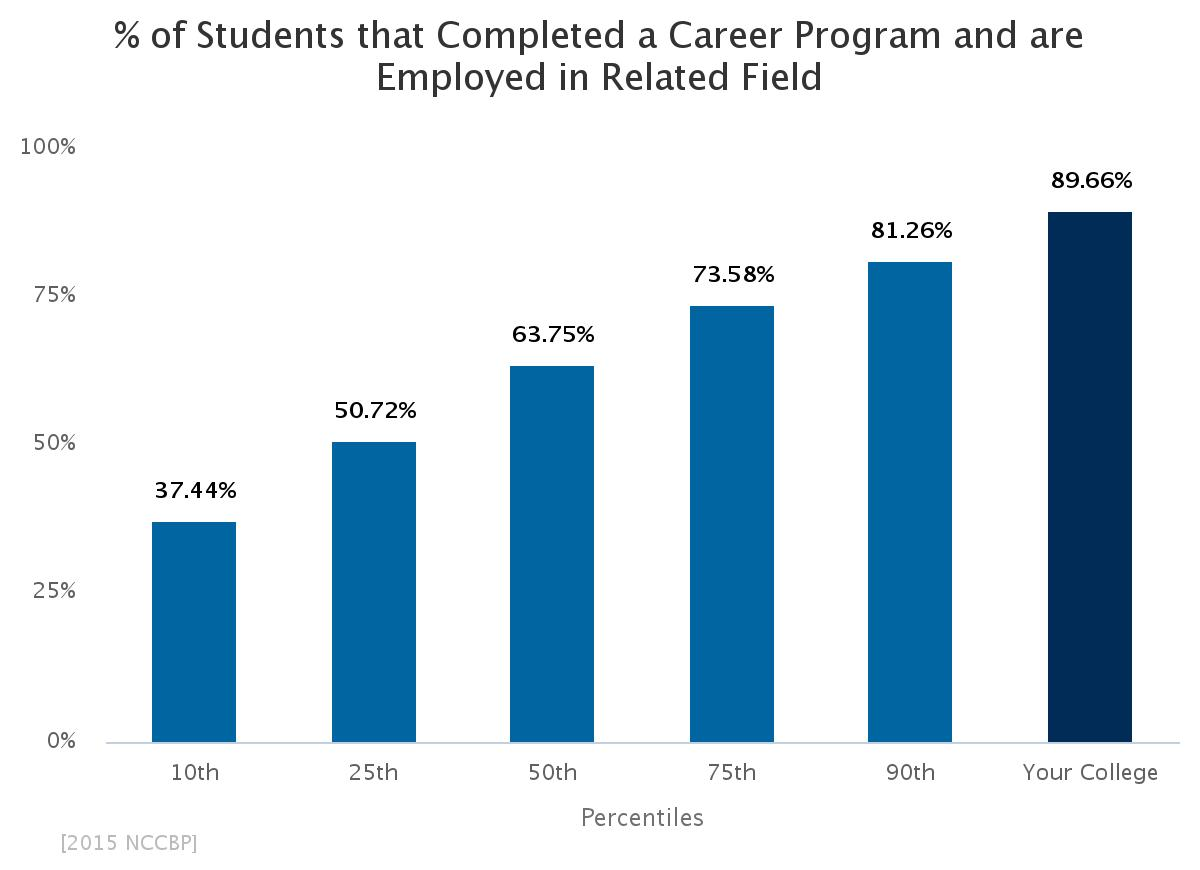 % of Students that Completed a Career Program and are
Employed in Related Field
100%
75%
50%
25%
0%
37.44%
50.72%
63.75%
73.58%
81.26%
89.66%
10th
25th
50th
75th
90th
Your College
Percentiles
[2015 NCCBP]